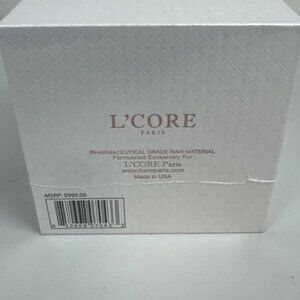 L'CORE
PARIS
PHARMACEUTICAL GRADE RAW MATERIAL
Formulated Exclusively For
L'CORE Paris
www.lcoreparis.com
Made in USA
MSRP: $999.00